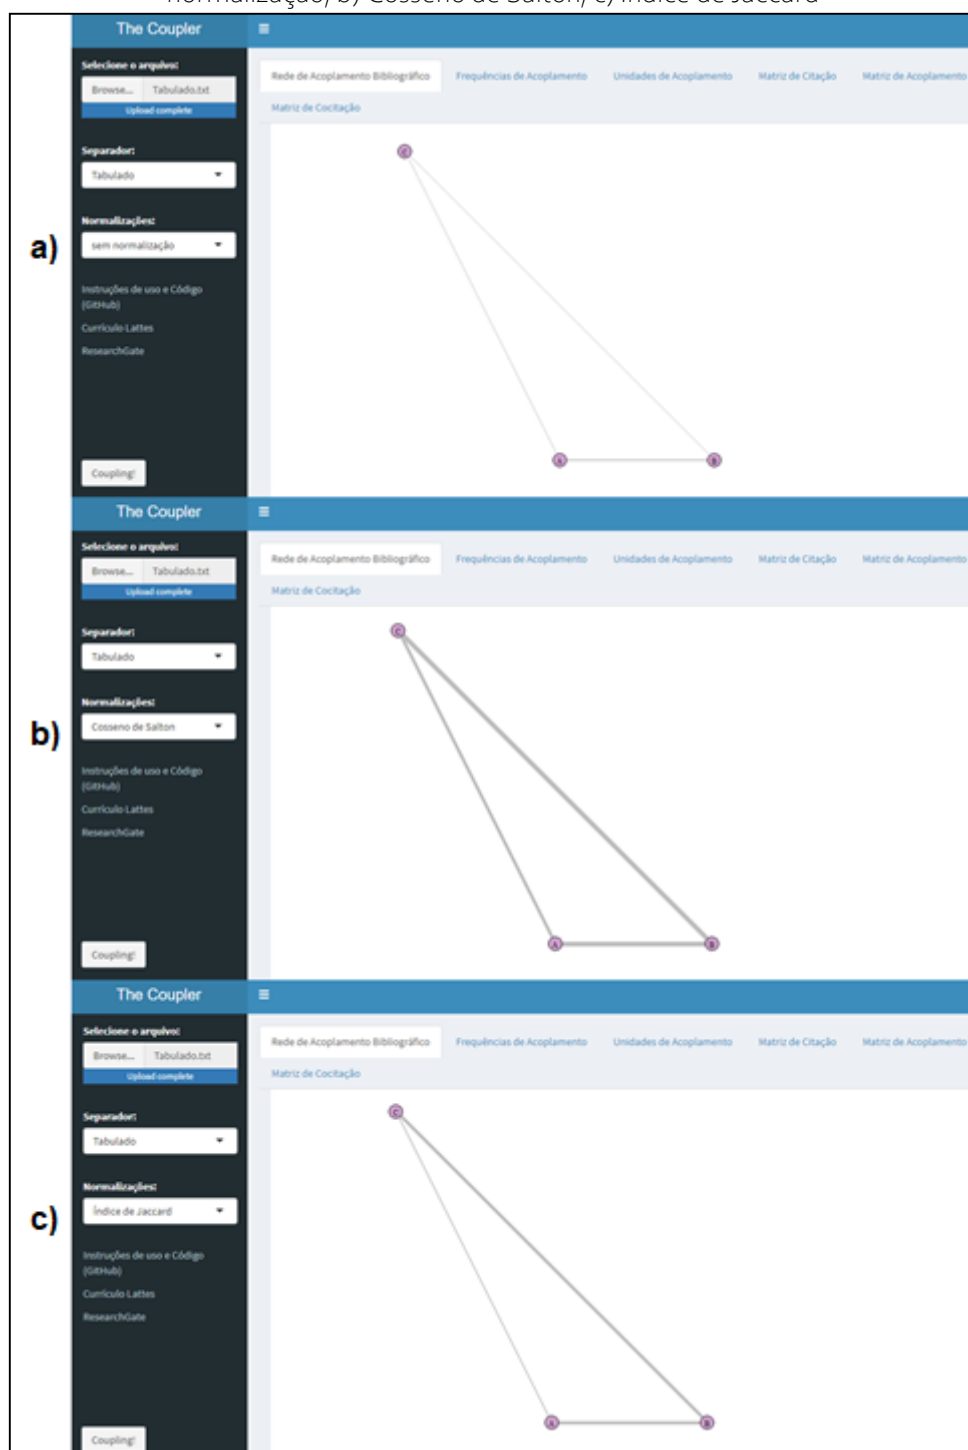 normalização, b) Cosseno de Salton, c) Índice de Jaccard
The Coupler
Selecione o arquivo:
Browse... Tabulado.txt
Upload complete
Separador:
Tabulado
Normalizações:
sem normalização
Instruções de uso e Código
(GitHub)
Currículo Lattes
ResearchGate
Coupling!
Rede de Acoplamento Bibliográfico Frequências de Acoplamento Unidades de Acoplamento Matriz de Citação Matriz de Acoplamento
Matriz de Cocitação
C
A B
a)
The Coupler
Selecione o arquivo:
Browse... Tabulado.txt
Upload complete
Separador:
Tabulado
Normalizações:
Cosseno de Salton
Instruções de uso e Código
(GitHub)
Currículo Lattes
ResearchGate
Coupling!
Rede de Acoplamento Bibliográfico Frequências de Acoplamento Unidades de Acoplamento Matriz de Citação Matriz de Acoplamento
Matriz de Cocitação
C
A B
b)
The Coupler
Selecione o arquivo:
Browse... Tabulado.txt
Upload complete
Separador:
Tabulado
Normalizações:
Índice de Jaccard
Instruções de uso e Código
(GitHub)
Currículo Lattes
ResearchGate
Coupling!
Rede de Acoplamento Bibliográfico Frequências de Acoplamento Unidades de Acoplamento Matriz de Citação Matriz de Acoplamento
Matriz de Cocitação
C
A B
c)